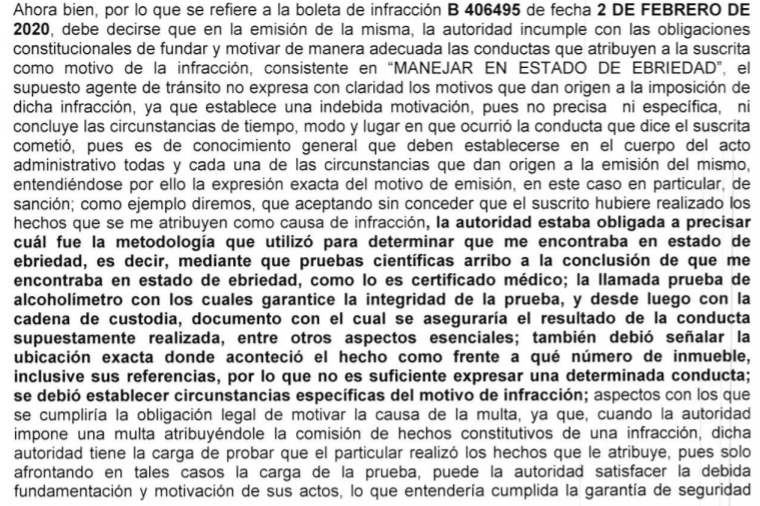 Ahora bien, por lo que se refiere a la boleta de infracción B 406495 de fecha 2 DE FEBRERO DE
2020, debe decirse que en la emisión de la misma, la autoridad incumple con las obligaciones
constitucionales de fundar y motivar de manera adecuada las conductas que atribuyen a la suscrita
como motivo de la infracción, consistente en “MANEJAR EN ESTADO DE EBRIEDAD”, el
supuesto agente de tránsito no expresa con claridad los motivos que dan origen a la imposición de
dicha infracción, ya que establece una indebida motivación, pues no precisa ni específica, ni
concluye las circunstancias de tiempo, modo y lugar en que ocurrió la conducta que dice el suscrita
cometió, pues es de conocimiento general que deben establecerse en el cuerpo del acto
administrativo todas y cada una de las circunstancias que dan origen a la emisión del mismo,
entendiéndose por ello la expresión exacta del motivo de emisión, en este caso en particular, de
sanción; como ejemplo diremos, que aceptando sin conceder que el suscrito hubiere realizado los
hechos que se me atribuyen como causa de infracción, la autoridad estaba obligada a precisar
cuál fue la metodología que utilizó para determinar que me encontraba en estado de
ebriedad, es decir, mediante que pruebas científicas arribo a la conclusión de que me
encontraba en estado de ebriedad, como lo es certificado médico; la llamada prueba de
alcoholímetro con los cuales garantice la integridad de la prueba, y desde luego con la
cadena de custodia, documento con el cual se aseguraría el resultado de la conducta
supuestamente realizada, entre otros aspectos esenciales; también debió señalar la
ubicación exacta donde aconteció el hecho como frente a qué número de inmueble,
inclusive sus referencias, por lo que no es suficiente expresar una determinada conducta;
se debió establecer circunstancias específicas del motivo de infracción; aspectos con los que
se cumpliría la obligación legal de motivar la causa de la multa, ya que, cuando la autoridad
impone una multa atribuyéndole la comisión de hechos constitutivos de una infracción, dicha
autoridad tiene la carga de probar que el particular realizó los hechos que le atribuye, pues solo
afrontando en tales casos la carga de la prueba, puede la autoridad satisfacer la debida
fundamentación y motivación de sus actos, lo que entendería cumplida la garantía de seguridad